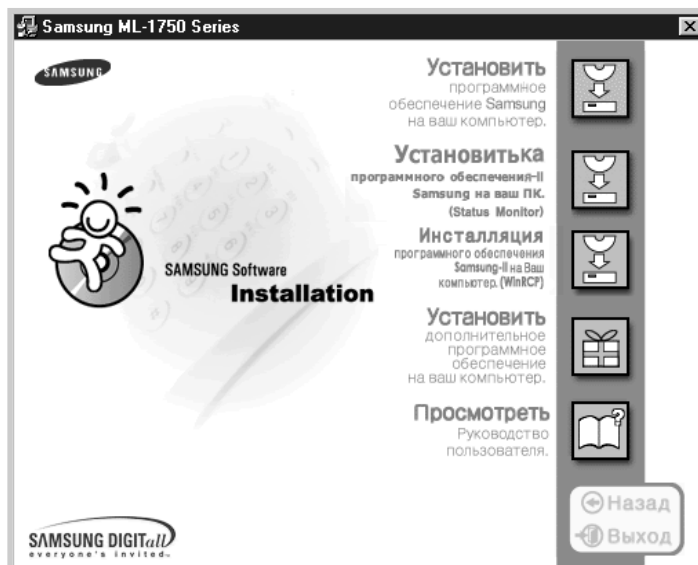 Samsung ML-1750 Series
SAMSUNG
Установить
программное
обеспечение Samsung
на ваш компьютер.
Установитька
программного обеспечения-II
Samsung на ваш ПК.
(Status Monitor)
Инсталляция
программного обеспечения
Samsung-II на Ваш
компьютер. (WinRCP)
SAMSUNG Software
Installation
Установить
дополнительное
программное
обеспечение
на ваш компьютер.
Просмотреть
Руководство
пользователя.
Назад
Выход
SAMSUNG DIGITall
everyone's invited™